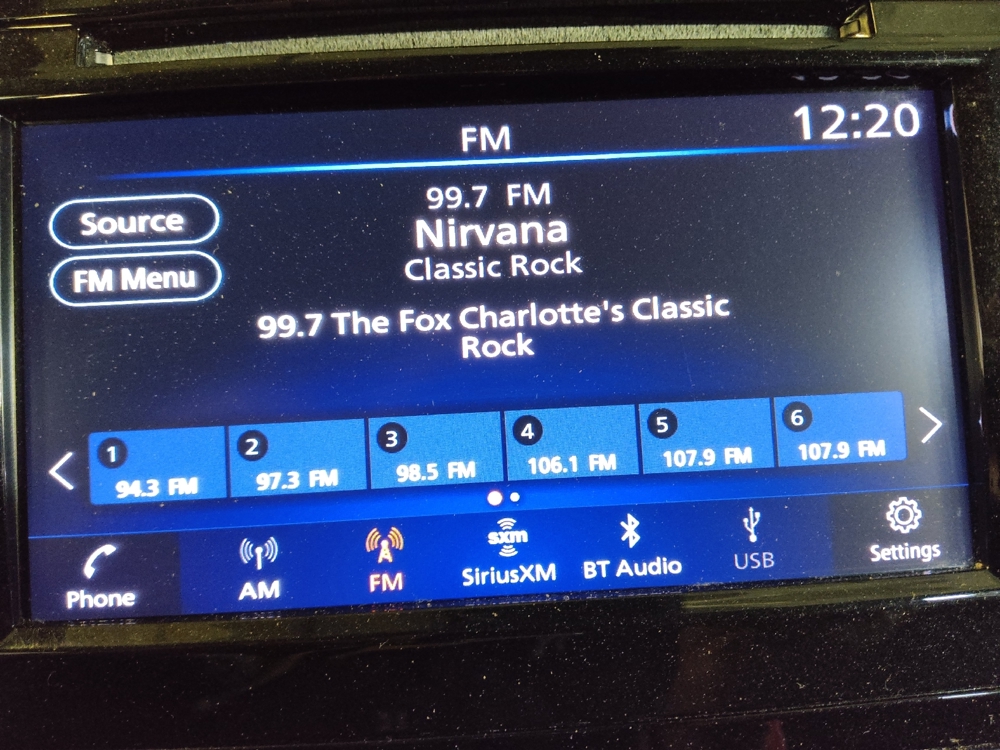 FM
12:20
99.7 FM
Source
Nirvana
Classic Rock
FM Menu
99.7 The Fox Charlotte's Classic
Rock
1
94.3 FM
2
97.3 FM
3
98.5 FM
4
106.1 FM
5
107.9 FM
6
107.9 FM
Phone
AM
FM
sxm
SiriusXM
BT Audio
USB
Settings